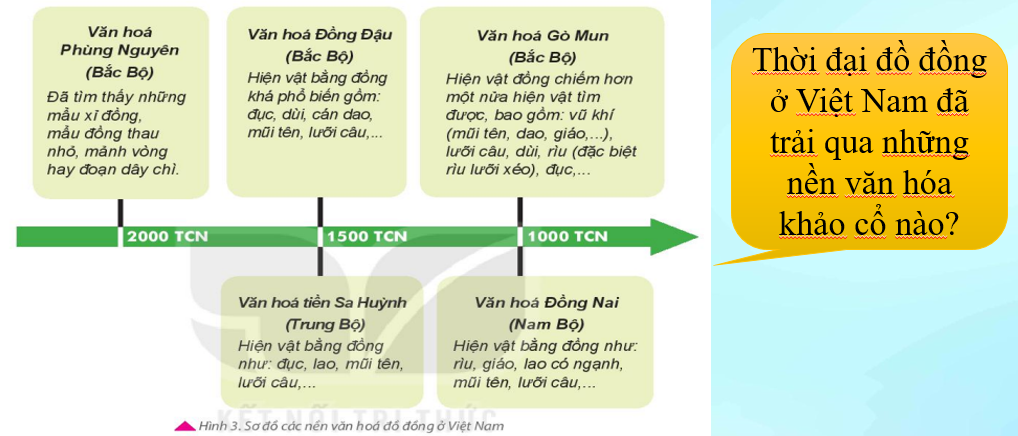 Văn hoá
Phùng Nguyên
(Bắc Bộ)
Đã tìm thấy những
mẩu xỉ đồng,
mẩu đồng thau
nhỏ, mảnh vòng
hay đoạn dây chì.
Văn hoá Đồng Đậu
(Bắc Bộ)
Hiện vật bằng đồng
khá phổ biến gồm:
đục, dùi, cán dao,
mũi tên, lưỡi câu,...
Văn hoá Gò Mun
(Bắc Bộ)
Hiện vật đồng chiếm hơn
một nửa hiện vật tìm
được, bao gồm: vũ khí
(mũi tên, dao, giáo,...),
lưỡi câu, dùi, rìu (đặc biệt
rìu lưỡi xéo), đục,...
2000 TCN
1500 TCN
1000 TCN
Văn hoá tiền Sa Huỳnh
(Trung Bộ)
Hiện vật bằng đồng
như: đục, lao, mũi tên,
lưỡi câu,...
Văn hoá Đồng Nai
(Nam Bộ)
Hiện vật bằng đồng như:
rìu, giáo, lao có ngạnh,
mũi tên, lưỡi câu,...
KẾT NỐI TRI THỨC
Hình 3. Sơ đồ các nền văn hoá đồ đồng ở Việt Nam
Thời đại đồ đồng
ở Việt Nam đã
trải qua những
nền văn hóa
khảo cổ nào?